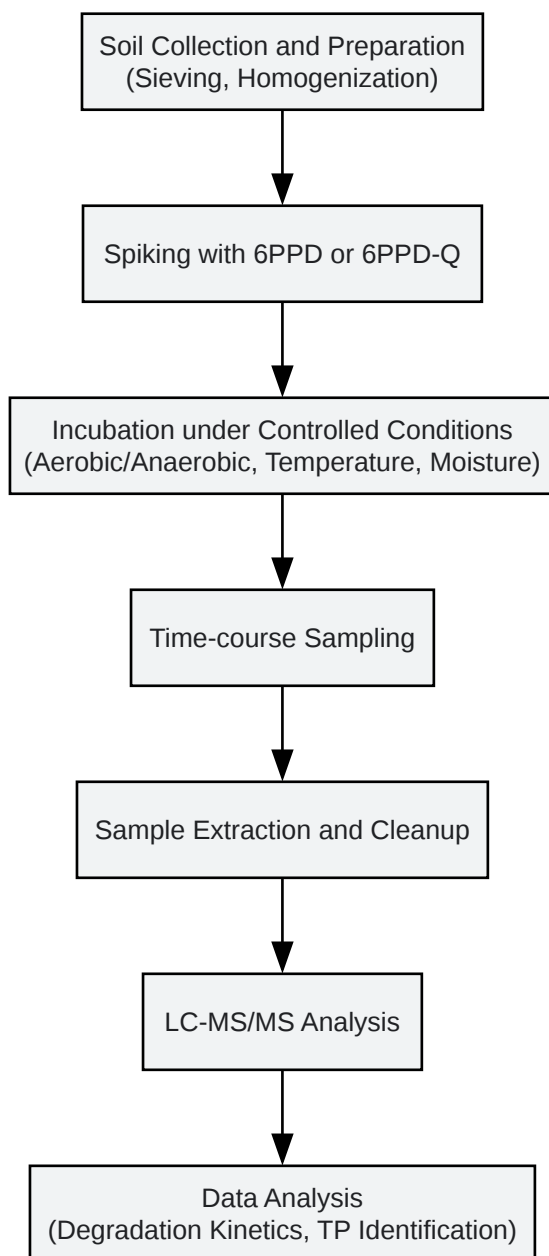 Soil Collection and Preparation
(Sieving, Homogenization)
Spiking with 6PPD or 6PPD-Q
Incubation under Controlled Conditions
(Aerobic/Anaerobic, Temperature, Moisture)
Time-course Sampling
Sample Extraction and Cleanup
LC-MS/MS Analysis
Data Analysis
(Degradation Kinetics, TP Identification)